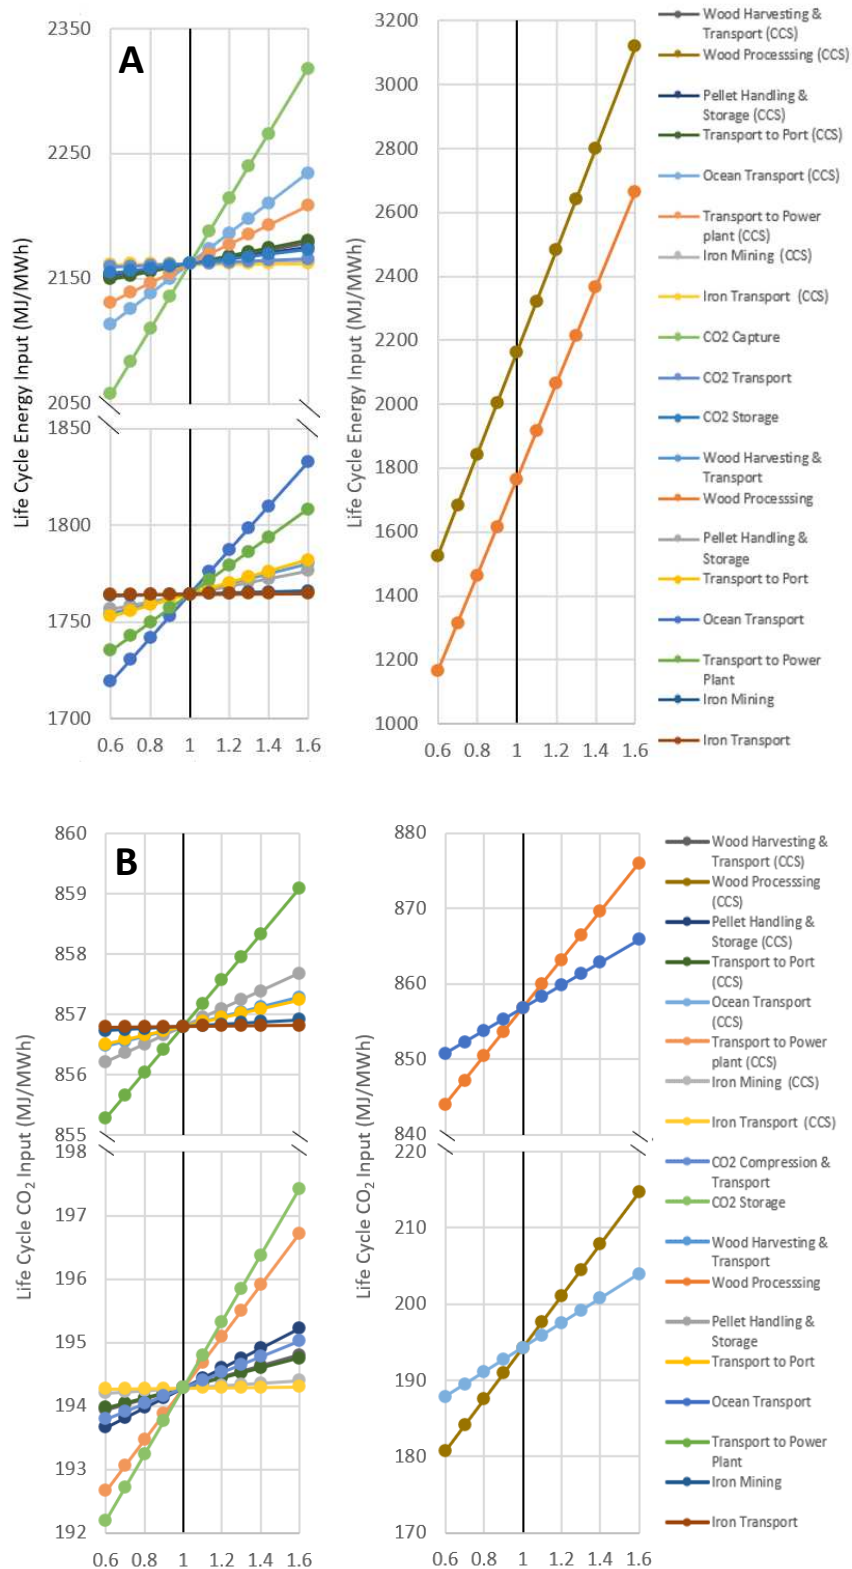 A
Life Cycle Energy Input (MJ/MWh)
2350
2250
2150
2050
1850
1800
1750
1700
0.6 0.8 1 1.2 1.4 1.6
Life Cycle Energy Input (MJ/MWh)
3200
3000
2800
2600
2400
2200
2000
1800
1600
1400
1200
1000
0.6 0.8 1 1.2 1.4 1.6
Wood Harvesting &
Transport (CCS)
Wood Processsing (CCS)
Pellet Handling &
Storage (CCS)
Transport to Port (CCS)
Ocean Transport (CCS)
Transport to Power
plant (CCS)
Iron Mining (CCS)
Iron Transport (CCS)
CO2 Capture
CO2 Transport
CO2 Storage
Wood Harvesting &
Transport
Wood Processsing
Pellet Handling &
Storage
Transport to Port
Ocean Transport
Transport to Power
Plant
Iron Mining
Iron Transport
B
Life Cycle CO₂ Input (MJ/MWh)
860
859
858
857
856
855
198
197
196
195
194
193
192
0.6 0.8 1 1.2 1.4 1.6
Life Cycle CO₂ Input (MJ/MWh)
880
870
860
850
840
220
210
200
190
180
170
0.6 0.8 1 1.2 1.4 1.6
Wood Harvesting &
Transport (CCS)
Wood Processsing
(CCS)
Pellet Handling &
Storage (CCS)
Transport to Port
(CCS)
Ocean Transport
(CCS)
Transport to Power
plant (CCS)
Iron Mining (CCS)
Iron Transport (CCS)
CO2 Compression &
Transport
CO2 Storage
Wood Harvesting &
Transport
Wood Processsing
Pellet Handling &
Storage
Transport to Port
Ocean Transport
Transport to Power
Plant
Iron Mining
Iron Transport